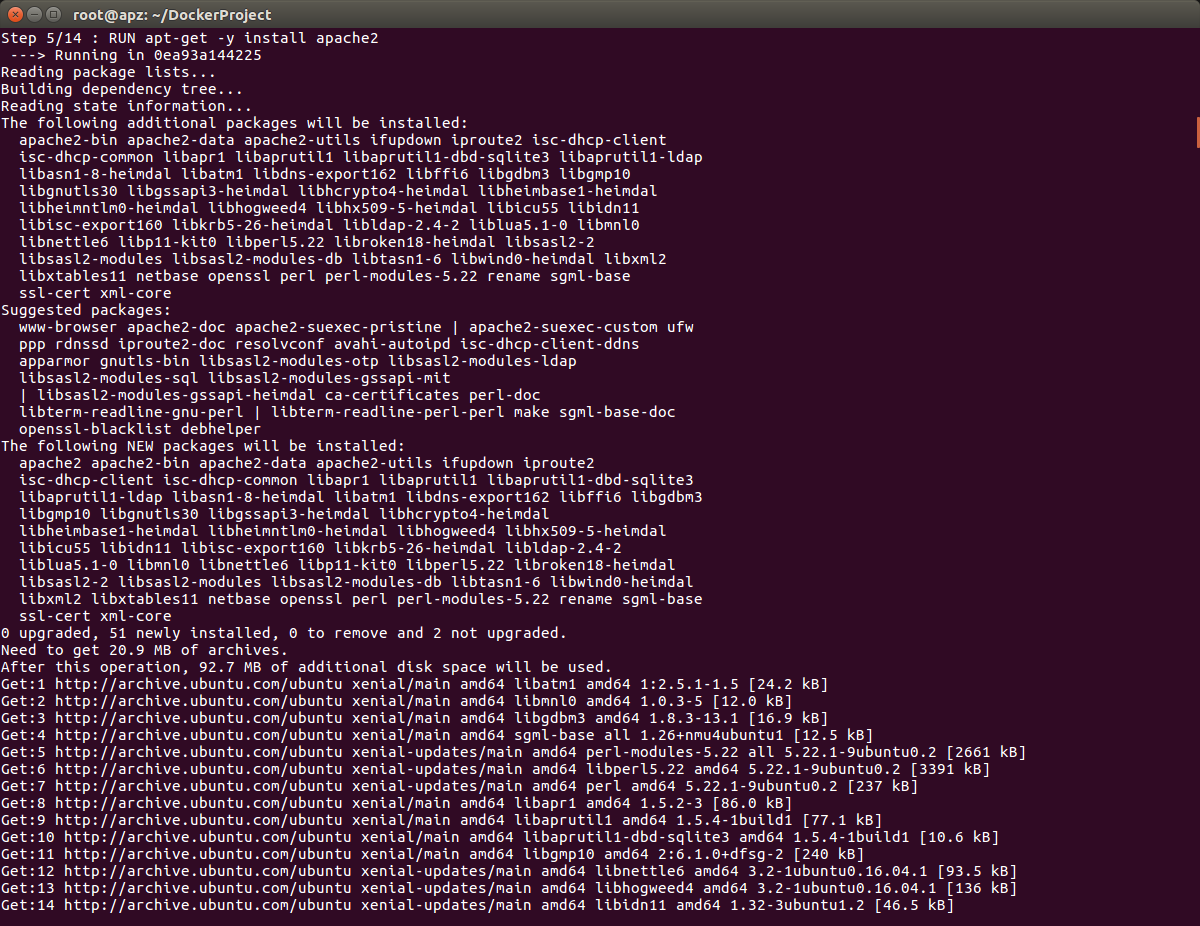 root@apz: ~/DockerProject
Step 5/14 : RUN apt-get -y install apache2
 ---> Running in 0ea93a144225
Reading package lists...
Building dependency tree...
Reading state information...
The following additional packages will be installed:
  apache2-bin apache2-data apache2-utils ifupdown iproute2 isc-dhcp-client
  isc-dhcp-common libapr1 libaprutil1 libaprutil1-dbd-sqlite3 libaprutil1-ldap
  libasn1-8-heimdal libatm1 libdns-export162 libffi6 libgdbm3 libgmp10
  libgnutls30 libgssapi3-heimdal libhcrypto4-heimdal libheimbase1-heimdal
  libheimntlm0-heimdal libhogweed4 libhx509-5-heimdal libicu55 libidn11
  libisc-export160 libkrb5-26-heimdal libldap-2.4-2 liblua5.1-0 libmnl0
  libnettle6 libp11-kit0 libperl5.22 libroken18-heimdal libsasl2-2
  libsasl2-modules libsasl2-modules-db libtasn1-6 libwind0-heimdal libxml2
  libxtables11 netbase openssl perl perl-modules-5.22 rename sgml-base
  ssl-cert xml-core
Suggested packages:
  www-browser apache2-doc apache2-suexec-pristine | apache2-suexec-custom ufw
  ppp rdnssd iproute2-doc resolvconf avahi-autoipd isc-dhcp-client-ddns
  apparmor gnutls-bin libsasl2-modules-otp libsasl2-modules-ldap
  libsasl2-modules-sql libsasl2-modules-gssapi-mit
  | libsasl2-modules-gssapi-heimdal ca-certificates perl-doc
  libterm-readline-gnu-perl | libterm-readline-perl-perl make sgml-base-doc
  openssl-blacklist debhelper
The following NEW packages will be installed:
  apache2 apache2-bin apache2-data apache2-utils ifupdown iproute2
  isc-dhcp-client isc-dhcp-common libapr1 libaprutil1 libaprutil1-dbd-sqlite3
  libaprutil1-ldap libasn1-8-heimdal libatm1 libdns-export162 libffi6 libgdbm3
  libgmp10 libgnutls30 libgssapi3-heimdal libhcrypto4-heimdal
  libheimbase1-heimdal libheimntlm0-heimdal libhogweed4 libhx509-5-heimdal
  libicu55 libidn11 libisc-export160 libkrb5-26-heimdal libldap-2.4-2
  liblua5.1-0 libmnl0 libnettle6 libp11-kit0 libperl5.22 libroken18-heimdal
  libsasl2-2 libsasl2-modules libsasl2-modules-db libtasn1-6 libwind0-heimdal
  libxml2 libxtables11 netbase openssl perl perl-modules-5.22 rename sgml-base
  ssl-cert xml-core
0 upgraded, 51 newly installed, 0 to remove and 2 not upgraded.
Need to get 20.9 MB of archives.
After this operation, 92.7 MB of additional disk space will be used.
Get:1 http://archive.ubuntu.com/ubuntu xenial/main amd64 libatm1 amd64 1:2.5.1-1.5 [24.2 kB]
Get:2 http://archive.ubuntu.com/ubuntu xenial/main amd64 libmnl0 amd64 1.0.3-5 [12.0 kB]
Get:3 http://archive.ubuntu.com/ubuntu xenial/main amd64 libgdbm3 amd64 1.8.3-13.1 [16.9 kB]
Get:4 http://archive.ubuntu.com/ubuntu xenial/main amd64 sgml-base all 1.26+nmu4ubuntu1 [12.5 kB]
Get:5 http://archive.ubuntu.com/ubuntu xenial-updates/main amd64 perl-modules-5.22 all 5.22.1-9ubuntu0.2 [2661 kB]
Get:6 http://archive.ubuntu.com/ubuntu xenial-updates/main amd64 libperl5.22 amd64 5.22.1-9ubuntu0.2 [3391 kB]
Get:7 http://archive.ubuntu.com/ubuntu xenial-updates/main amd64 perl amd64 5.22.1-9ubuntu0.2 [237 kB]
Get:8 http://archive.ubuntu.com/ubuntu xenial/main amd64 libapr1 amd64 1.5.2-3 [86.0 kB]
Get:9 http://archive.ubuntu.com/ubuntu xenial/main amd64 libaprutil1 amd64 1.5.4-1build1 [77.1 kB]
Get:10 http://archive.ubuntu.com/ubuntu xenial/main amd64 libaprutil1-dbd-sqlite3 amd64 1.5.4-1build1 [10.6 kB]
Get:11 http://archive.ubuntu.com/ubuntu xenial/main amd64 libgmp10 amd64 2:6.1.0+dfsg-2 [240 kB]
Get:12 http://archive.ubuntu.com/ubuntu xenial-updates/main amd64 libnettle6 amd64 3.2-1ubuntu0.16.04.1 [93.5 kB]
Get:13 http://archive.ubuntu.com/ubuntu xenial-updates/main amd64 libhogweed4 amd64 3.2-1ubuntu0.16.04.1 [136 kB]
Get:14 http://archive.ubuntu.com/ubuntu xenial-updates/main amd64 libidn11 amd64 1.32-3ubuntu1.2 [46.5 kB]